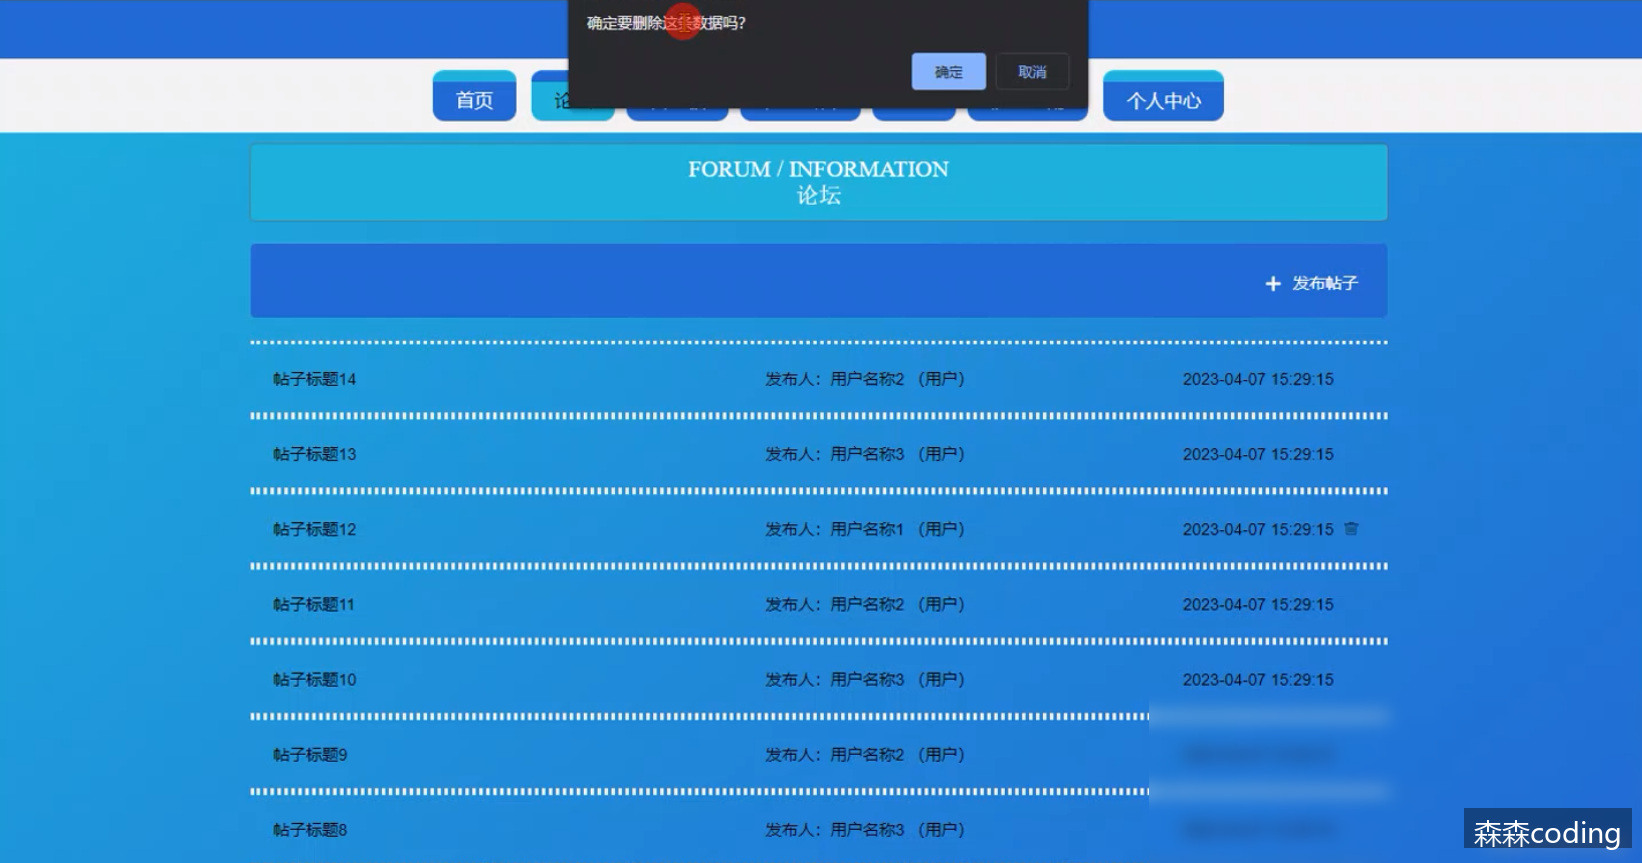 确定要删除这条数据吗?
确定
取消
首页
个人中心
FORUM / INFORMATION
论坛
+ 发布帖子
帖子标题14 发布人：用户名称2 （用户） 2023-04-07 15:29:15
帖子标题13 发布人：用户名称3 （用户） 2023-04-07 15:29:15
帖子标题12 发布人：用户名称1 （用户） 2023-04-07 15:29:15
帖子标题11 发布人：用户名称2 （用户） 2023-04-07 15:29:15
帖子标题10 发布人：用户名称3 （用户） 2023-04-07 15:29:15
帖子标题9 发布人：用户名称2 （用户）
帖子标题8 发布人：用户名称3 （用户）
森森coding